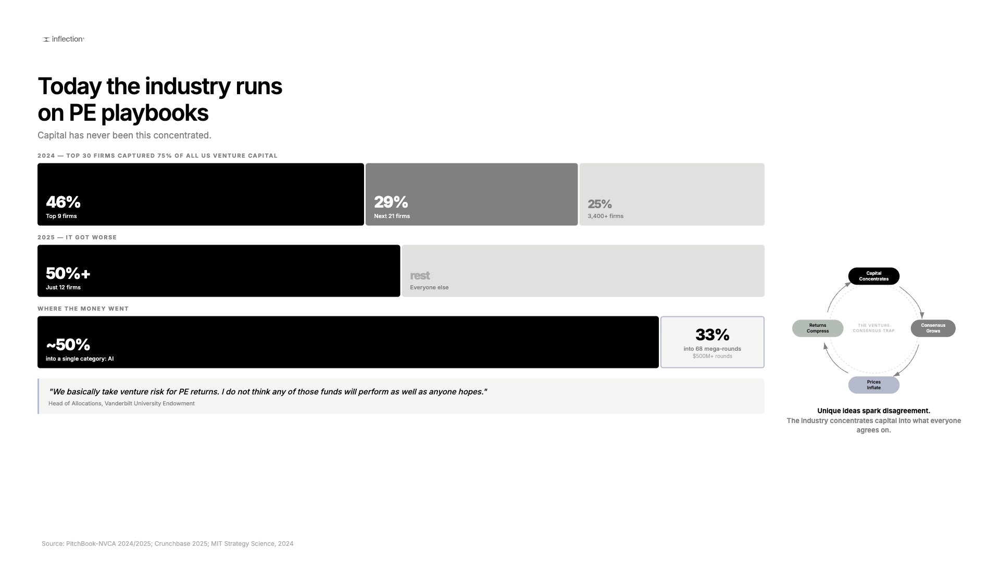 inflection
Today the industry runs
on PE playbooks
Capital has never been this concentrated.
2024 — TOP 30 FIRMS CAPTURED 75% OF ALL US VENTURE CAPITAL
46%
Top 9 firms
29%
Next 21 firms
25%
3,400+ firms
2025 — IT GOT WORSE
50%+
Just 12 firms
rest
Everyone else
WHERE THE MONEY WENT
~50%
into a single category: AI
33%
into 68 mega-rounds
$500M+ rounds
"We basically take venture risk for PE returns. I do not think any of those funds will perform as well as anyone hopes."
Head of Allocations, Vanderbilt University Endowment
Capital
Concentrates
Consensus
Grows
Prices
Inflate
Returns
Compress
THE VENTURE
CONSENSUS TRAP
Unique ideas spark disagreement.
The industry concentrates capital into what everyone
agrees on.
Source: PitchBook-NVCA 2024/2025; Crunchbase 2025; MIT Strategy Science, 2024